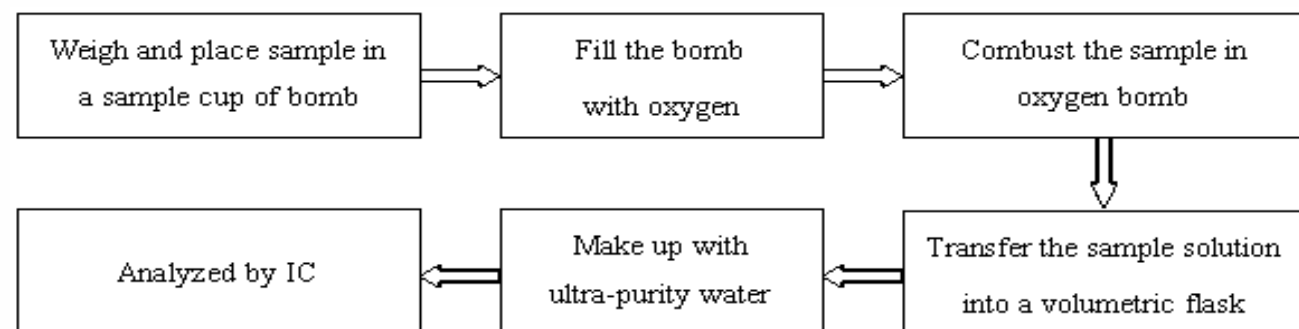 Weigh and place sample in
a sample cup of bomb
Fill the bomb
with oxygen
Combust the sample in
oxygen bomb
Transfer the sample solution
into a volumetric flask
Make up with
ultra-purity water
Analyzed by IC